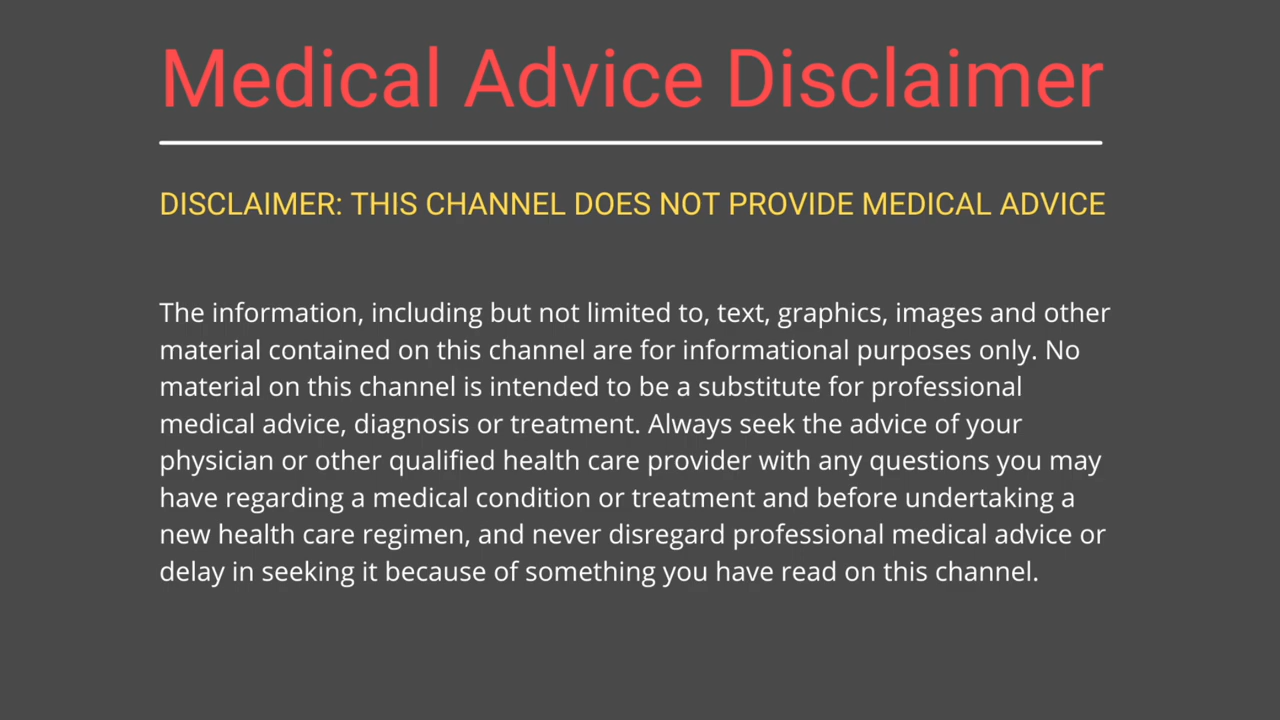 Medical Advice Disclaimer
DISCLAIMER: THIS CHANNEL DOES NOT PROVIDE MEDICAL ADVICE
The information, including but not limited to, text, graphics, images and other
material contained on this channel are for informational purposes only. No
material on this channel is intended to be a substitute for professional
medical advice, diagnosis or treatment. Always seek the advice of your
physician or other qualified health care provider with any questions you may
have regarding a medical condition or treatment and before undertaking a
new health care regimen, and never disregard professional medical advice or
delay in seeking it because of something you have read on this channel.